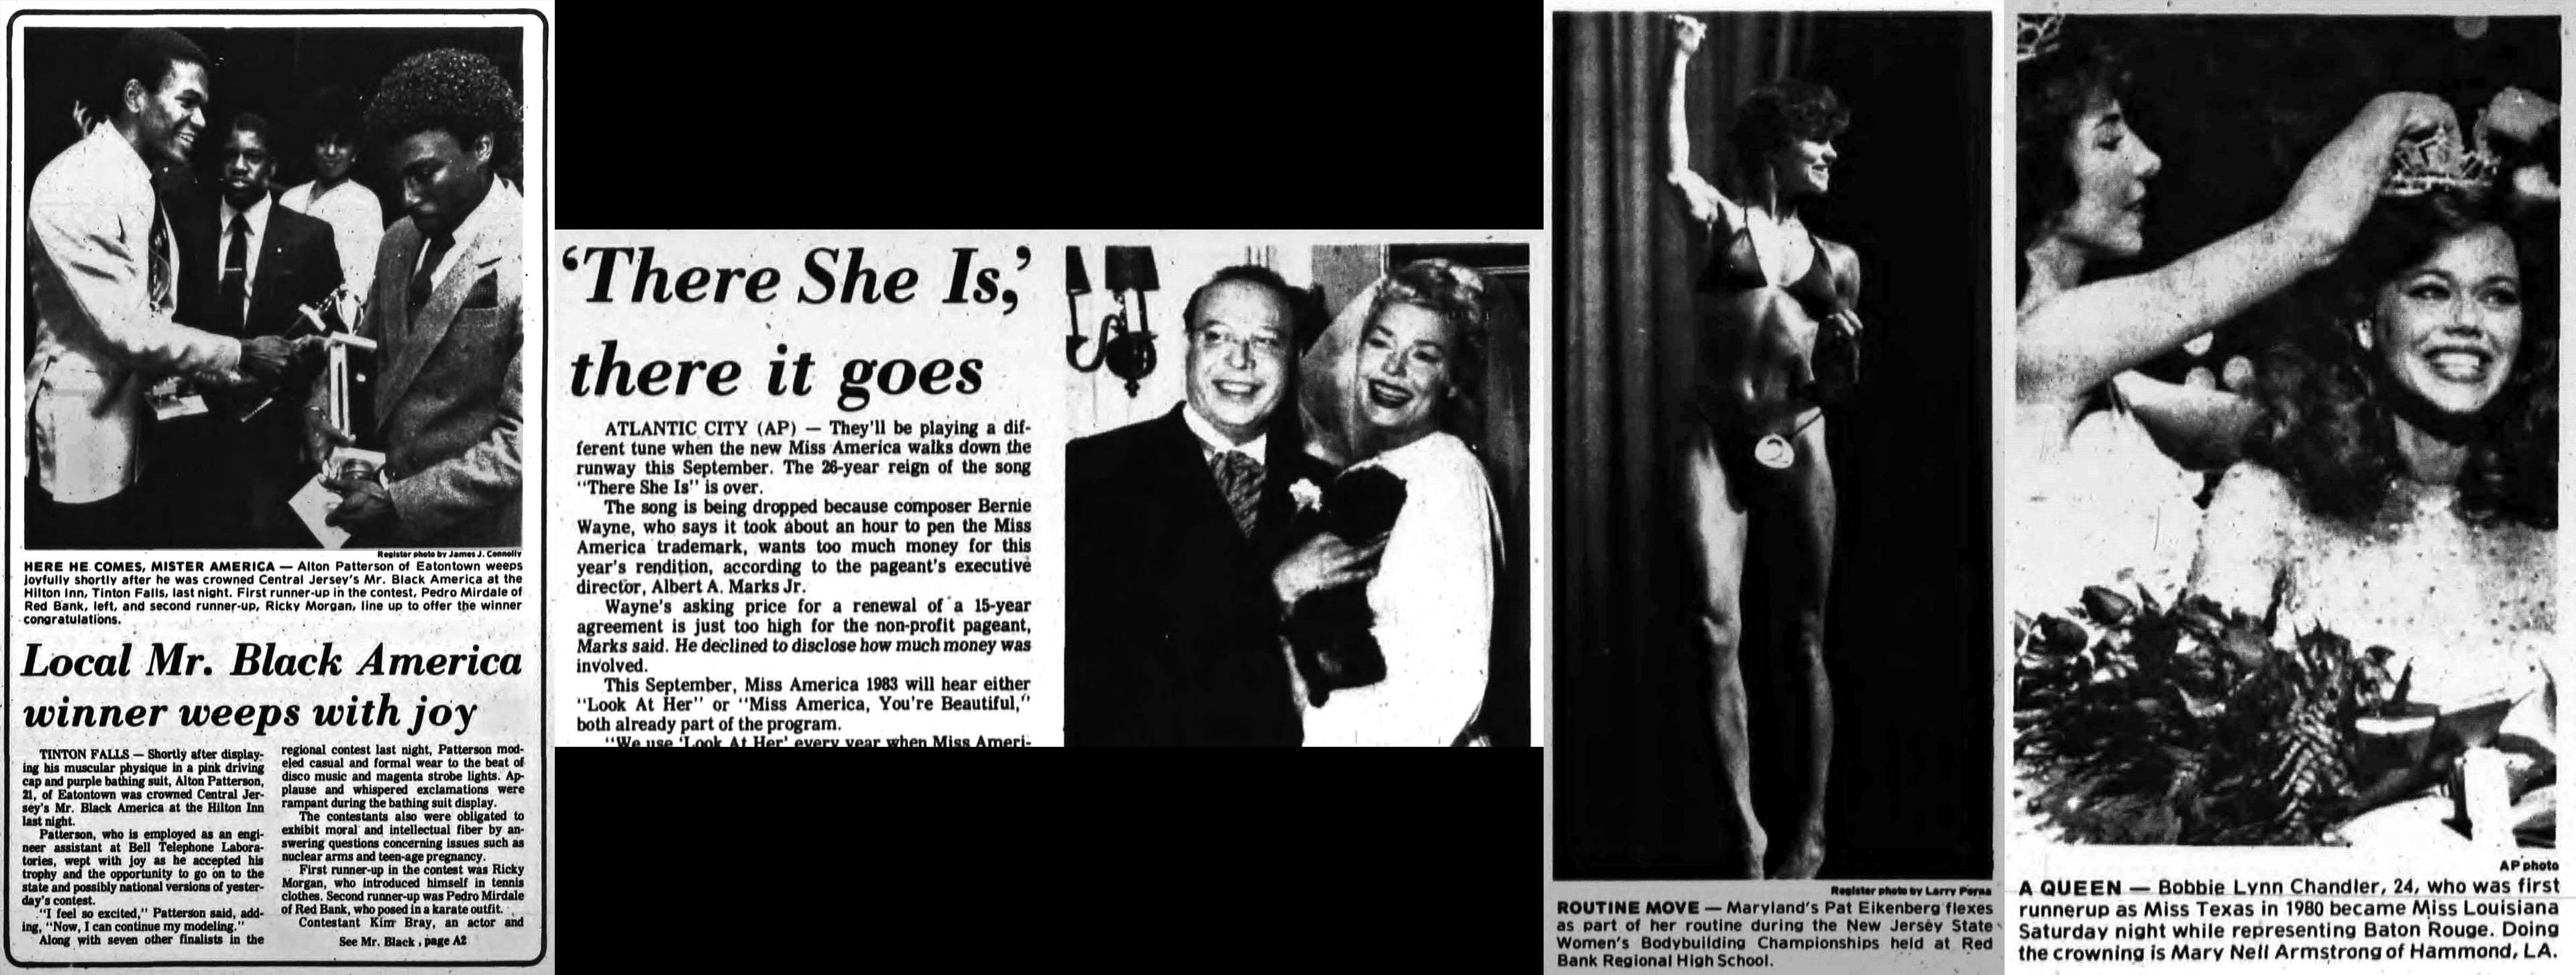 Register photo by James J. Connolly
HERE HE COMES, MISTER AMERICA — Alton Patterson of Eatontown weeps
joyfully shortly after he was crowned Central Jersey's Mr. Black America at the
Hilton Inn, Tinton Falls, last night. First runner-up in the contest, Pedro Mirdale of
Red Bank, left, and second runner-up, Ricky Morgan, line up to offer the winner
congratulations.
Local Mr. Black America
winner weeps with joy
TINTON FALLS — Shortly after display-
ing his muscular physique in a pink driving
cap and purple bathing suit, Alton Patterson,
21, of Eatontown was crowned Central Jer-
sey's Mr. Black America at the Hilton Inn
last night.
Patterson, who is employed as an engi-
neer assistant at Bell Telephone Labora-
tories, wept with joy as he accepted his
trophy and the opportunity to go on to the
state and possibly national versions of yester-
day's contest.
"I feel so excited," Patterson said, add-
ing, "Now, I can continue my modeling."
Along with seven other finalists in the
regional contest last night, Patterson mod-
eled casual and formal wear to the beat of
disco music and magenta strobe lights. Ap-
plause and whispered exclamations were
rampant during the bathing suit display.
The contestants also were obligated to
exhibit moral and intellectual fiber by an-
swering questions concerning issues such as
nuclear arms and teen-age pregnancy.
First runner-up in the contest was Ricky
Morgan, who introduced himself in tennis
clothes. Second runner-up was Pedro Mirdale
of Red Bank, who posed in a karate outfit.
Contestant Kim Bray, an actor and
See Mr. Black, page A2
'There She Is,'
there it goes
ATLANTIC CITY (AP) — They'll be playing a dif-
ferent tune when the new Miss America walks down the
runway this September. The 26-year reign of the song
"There She Is" is over.
The song is being dropped because composer Bernie
Wayne, who says it took about an hour to pen the Miss
America trademark, wants too much money for this
year's rendition, according to the pageant's executive
director, Albert A. Marks Jr.
Wayne's asking price for a renewal of a 15-year
agreement is just too high for the non-profit pageant,
Marks said. He declined to disclose how much money was
involved.
This September, Miss America 1983 will hear either
"Look At Her" or "Miss America, You're Beautiful,"
both already part of the program.
"We use 'Look At Her' every year when Miss Ameri-
2
Register photo by Larry Perna
ROUTINE MOVE — Maryland's Pat Eikenberg flexes
as part of her routine during the New Jersey State
Women's Bodybuilding Championships held at Red
Bank Regional High School.
AP photo
A QUEEN — Bobbie Lynn Chandler, 24, who was first
runnerup as Miss Texas in 1980 became Miss Louisiana
Saturday night while representing Baton Rouge. Doing
the crowning is Mary Nell Armstrong of Hammond, LA.